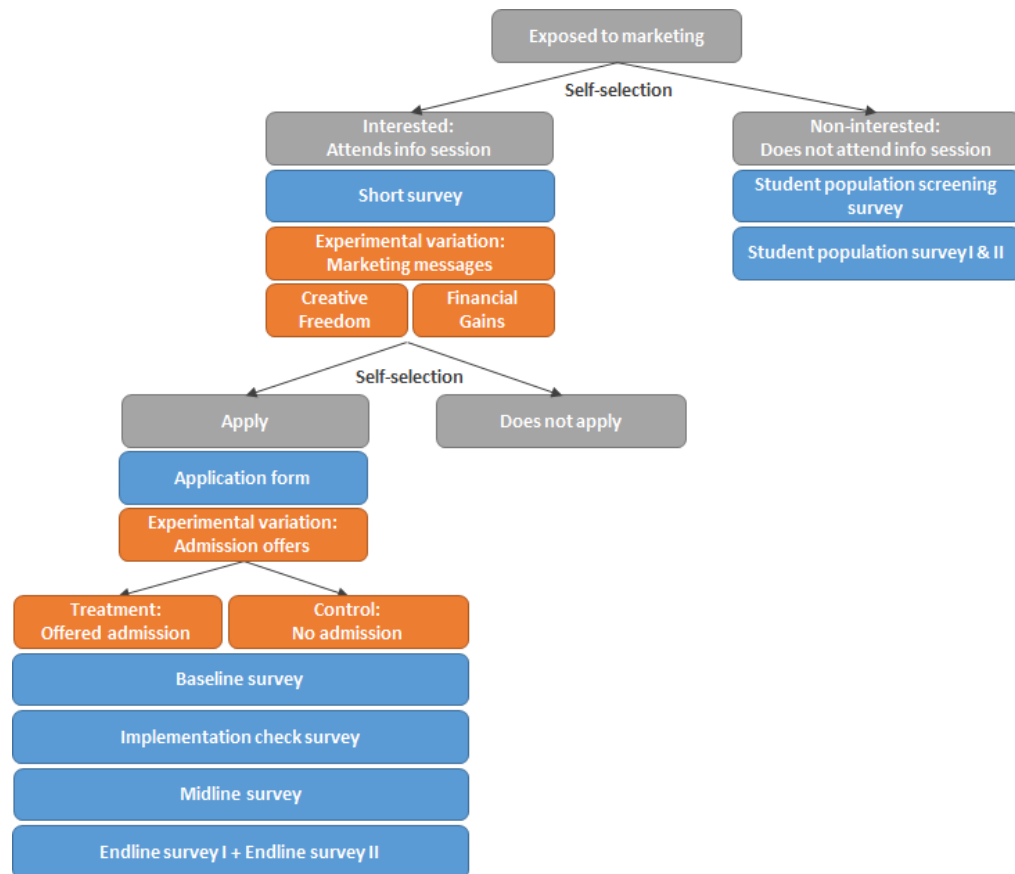 Exposed to marketing
Self-selection
Interested:
Attends info session
Non-interested:
Does not attend info session
Short survey
Student population screening
survey
Experimental variation:
Marketing messages
Student population survey I & II
Creative
Freedom
Financial
Gains
Self-selection
Apply
Does not apply
Application form
Experimental variation:
Admission offers
Treatment:
Offered admission
Control:
No admission
Baseline survey
Implementation check survey
Midline survey
Endline survey I + Endline survey II